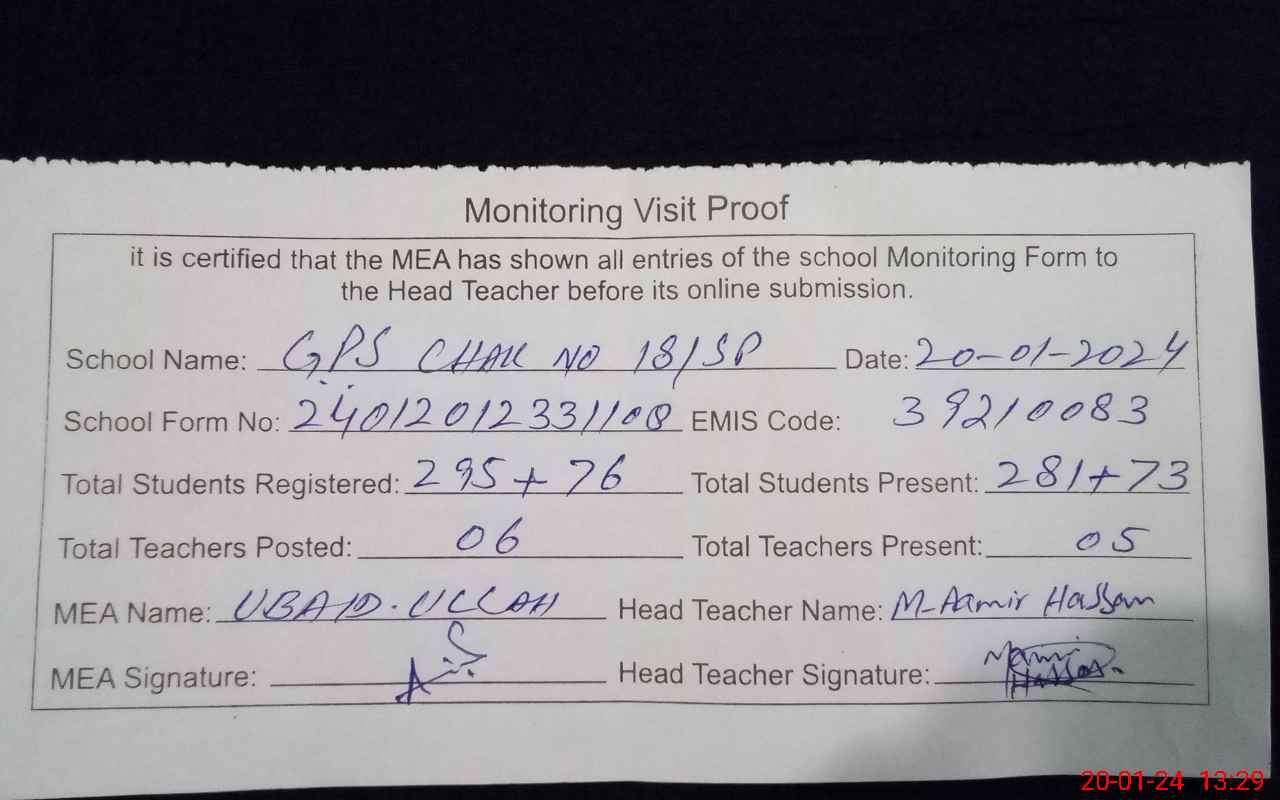 Monitoring Visit Proof
it is certified that the MEA has shown all entries of the school Monitoring Form to
the Head Teacher before its online submission.
School Name: GPS CHAK NO 18/SP Date: 20-01-2024
School Form No: 24012012331108 EMIS Code: 39210083
Total Students Registered: 295+76 Total Students Present: 281+73
Total Teachers Posted: 06 Total Teachers Present: 05
MEA Name: UBAID.ULLAH Head Teacher Name: M-Aamir Hassan
MEA Signature: Head Teacher Signature:
20-01-24 13:29